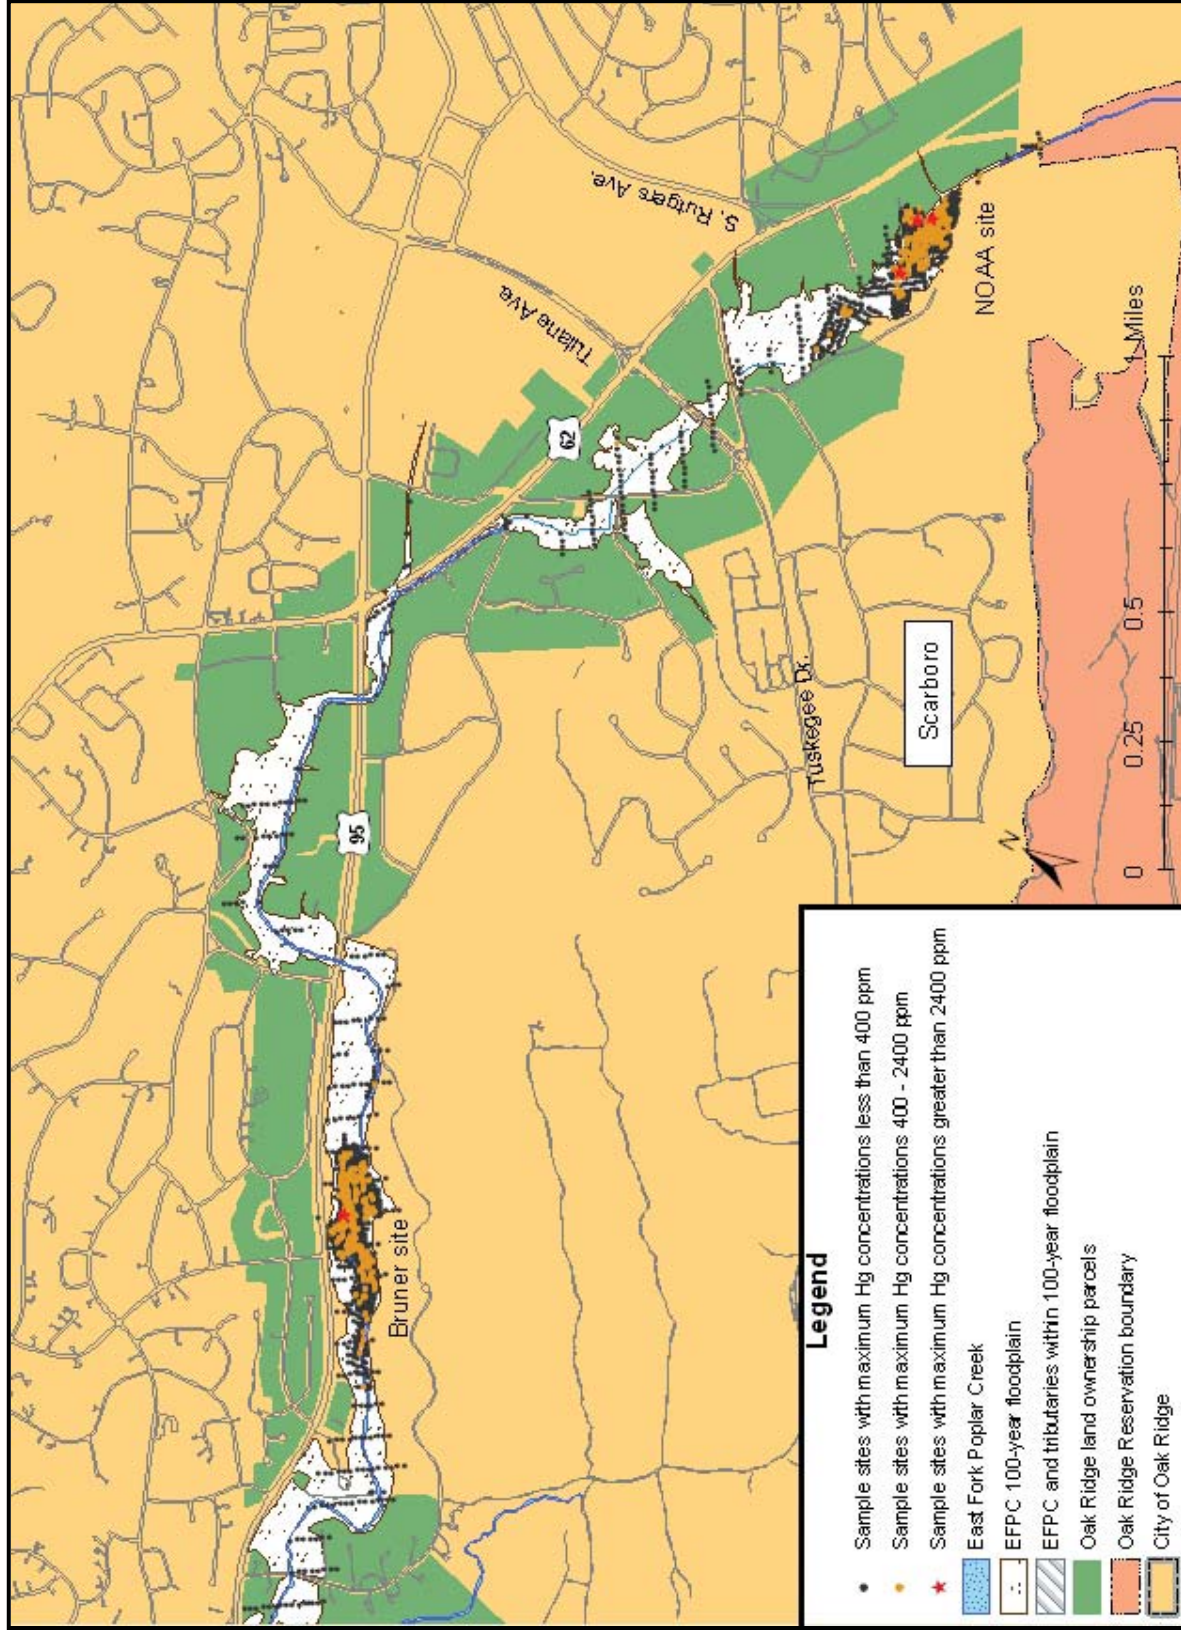 S. Rutgers Ave.
Tulane Ave.
62
95
NOAA site
Bruner site
Tuskegee Dr.
Scarboro
N
0 0.25 0.5 1 Miles
Legend
Sample sites with maximum Hg concentrations less than 400 ppm
Sample sites with maximum Hg concentrations 400 - 2400 ppm
Sample sites with maximum Hg concentrations greater than 2400 ppm
East Fork Poplar Creek
EFPC 100-year floodplain
EFPC and tributaries within 100-year floodplain
Oak Ridge land ownership parcels
Oak Ridge Reservation boundary
City of Oak Ridge